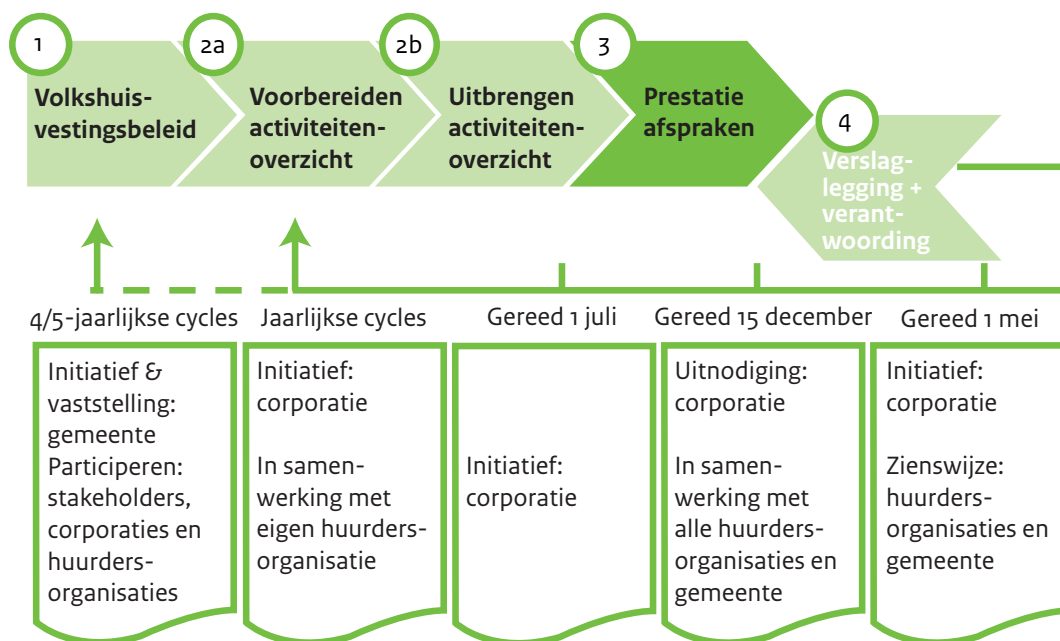 1
Volkshuis-
vestingsbeleid
2a
Voorbereiden
activiteiten-
overzicht
2b
Uitbrengen
activiteiten-
overzicht
3
Prestatie
afspraken
4
Verslag-
legging +
verant-
woording
4/5-jaarlijkse cycles
Jaarlijkse cycles
Gereed 1 juli
Gereed 15 december
Gereed 1 mei
Initiatief &
vaststelling:
gemeente
Participeren:
stakeholders,
corporaties en
huurders-
organisaties
Initiatief:
corporatie
In samen-
werking met
eigen huurders-
organisatie
Initiatief:
corporatie
Uitnodiging:
corporatie
In samen-
werking met
alle huurders-
organisaties en
gemeente
Initiatief:
corporatie
Zienswijze:
huurders-
organisaties en
gemeente